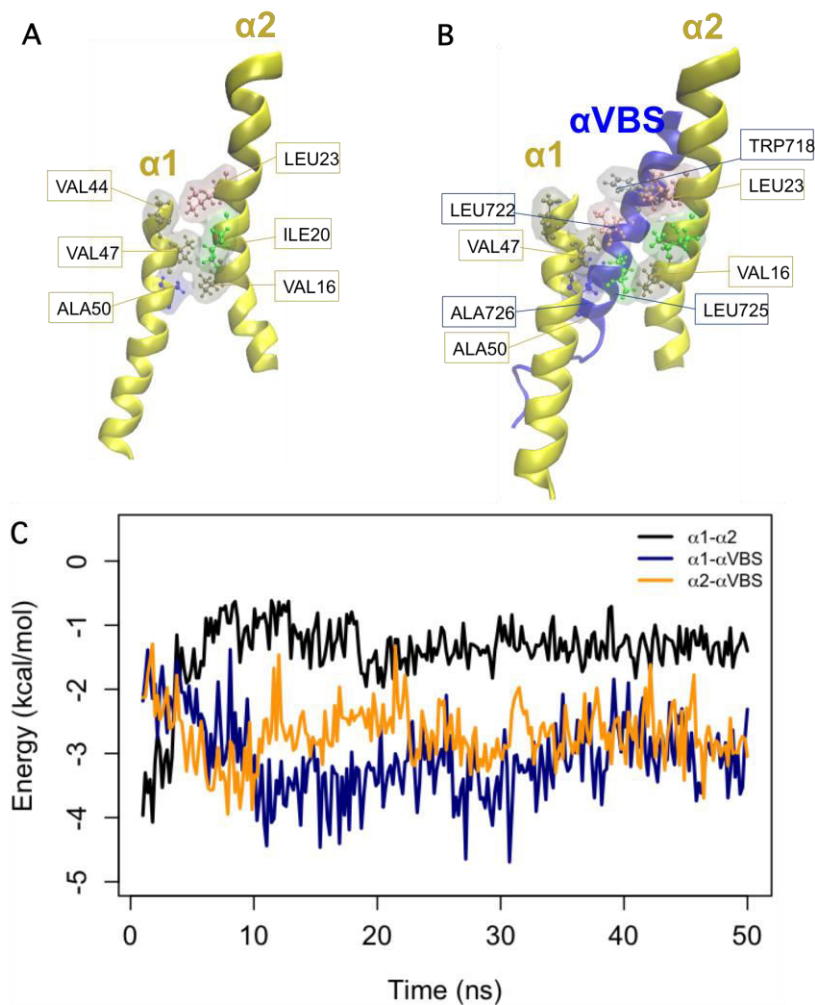 A
α2
α1
LEU23
VAL44
ILE20
VAL47
ALA50
VAL16
B
α2
αVBS
α1
TRP718
LEU722
LEU23
VAL47
VAL16
ALA726
LEU725
ALA50
C
α1-α2
α1-αVBS
α2-αVBS
Energy (kcal/mol)
0
-1
-2
-3
-4
-5
0 10 20 30 40 50
Time (ns)